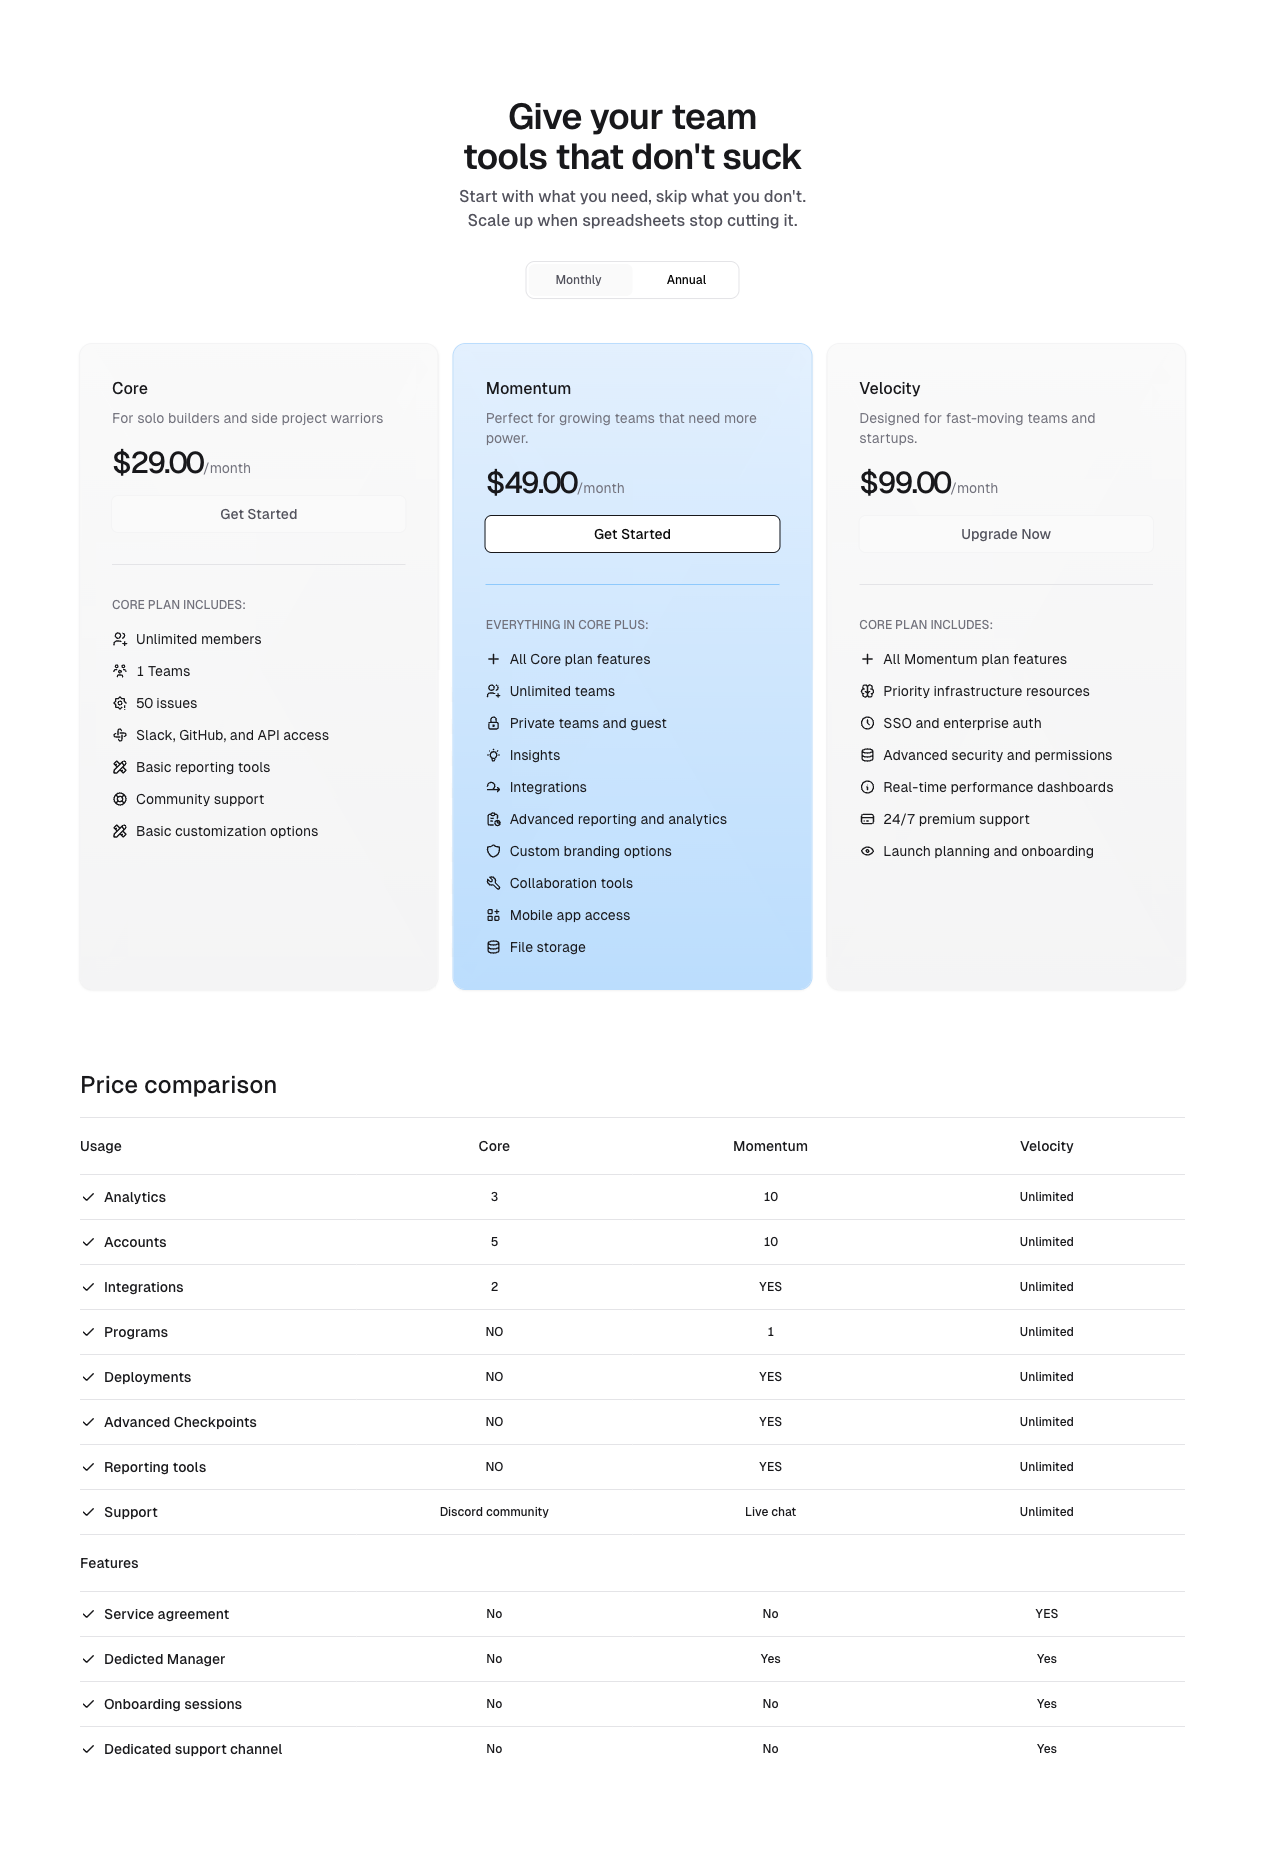 Give your team
tools that don't suck
Start with what you need, skip what you don't.
Scale up when spreadsheets stop cutting it.
Monthly Annual
Core
For solo builders and side project warriors
$29.00/month
Get Started
CORE PLAN INCLUDES:
Unlimited members
1 Teams
50 issues
Slack, GitHub, and API access
Basic reporting tools
Community support
Basic customization options
Momentum
Perfect for growing teams that need more
power.
$49.00/month
Get Started
EVERYTHING IN CORE PLUS:
All Core plan features
Unlimited teams
Private teams and guest
Insights
Integrations
Advanced reporting and analytics
Custom branding options
Collaboration tools
Mobile app access
File storage
Velocity
Designed for fast-moving teams and
startups.
$99.00/month
Upgrade Now
CORE PLAN INCLUDES:
All Momentum plan features
Priority infrastructure resources
SSO and enterprise auth
Advanced security and permissions
Real-time performance dashboards
24/7 premium support
Launch planning and onboarding
Price comparison
Usage Core Momentum Velocity
Analytics 3 10 Unlimited
Accounts 5 10 Unlimited
Integrations 2 YES Unlimited
Programs NO 1 Unlimited
Deployments NO YES Unlimited
Advanced Checkpoints NO YES Unlimited
Reporting tools NO YES Unlimited
Support Discord community Live chat Unlimited
Features
Service agreement No No YES
Dedicted Manager No Yes Yes
Onboarding sessions No No Yes
Dedicated support channel No No Yes